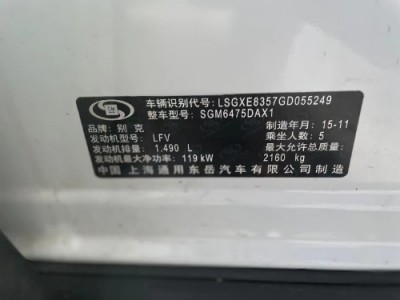 车辆识别代号: LSGXE8357GD055249
整车型号: SGM6475DAX1
品牌: 别克 制造年月: 15-11
发动机型号: LFV 乘坐人数: 5
发动机排量: 1.490 L 最大允许总质量:
发动机最大净功率: 119 kW 2160 kg
中国 上海通用东岳汽车有限公司制造